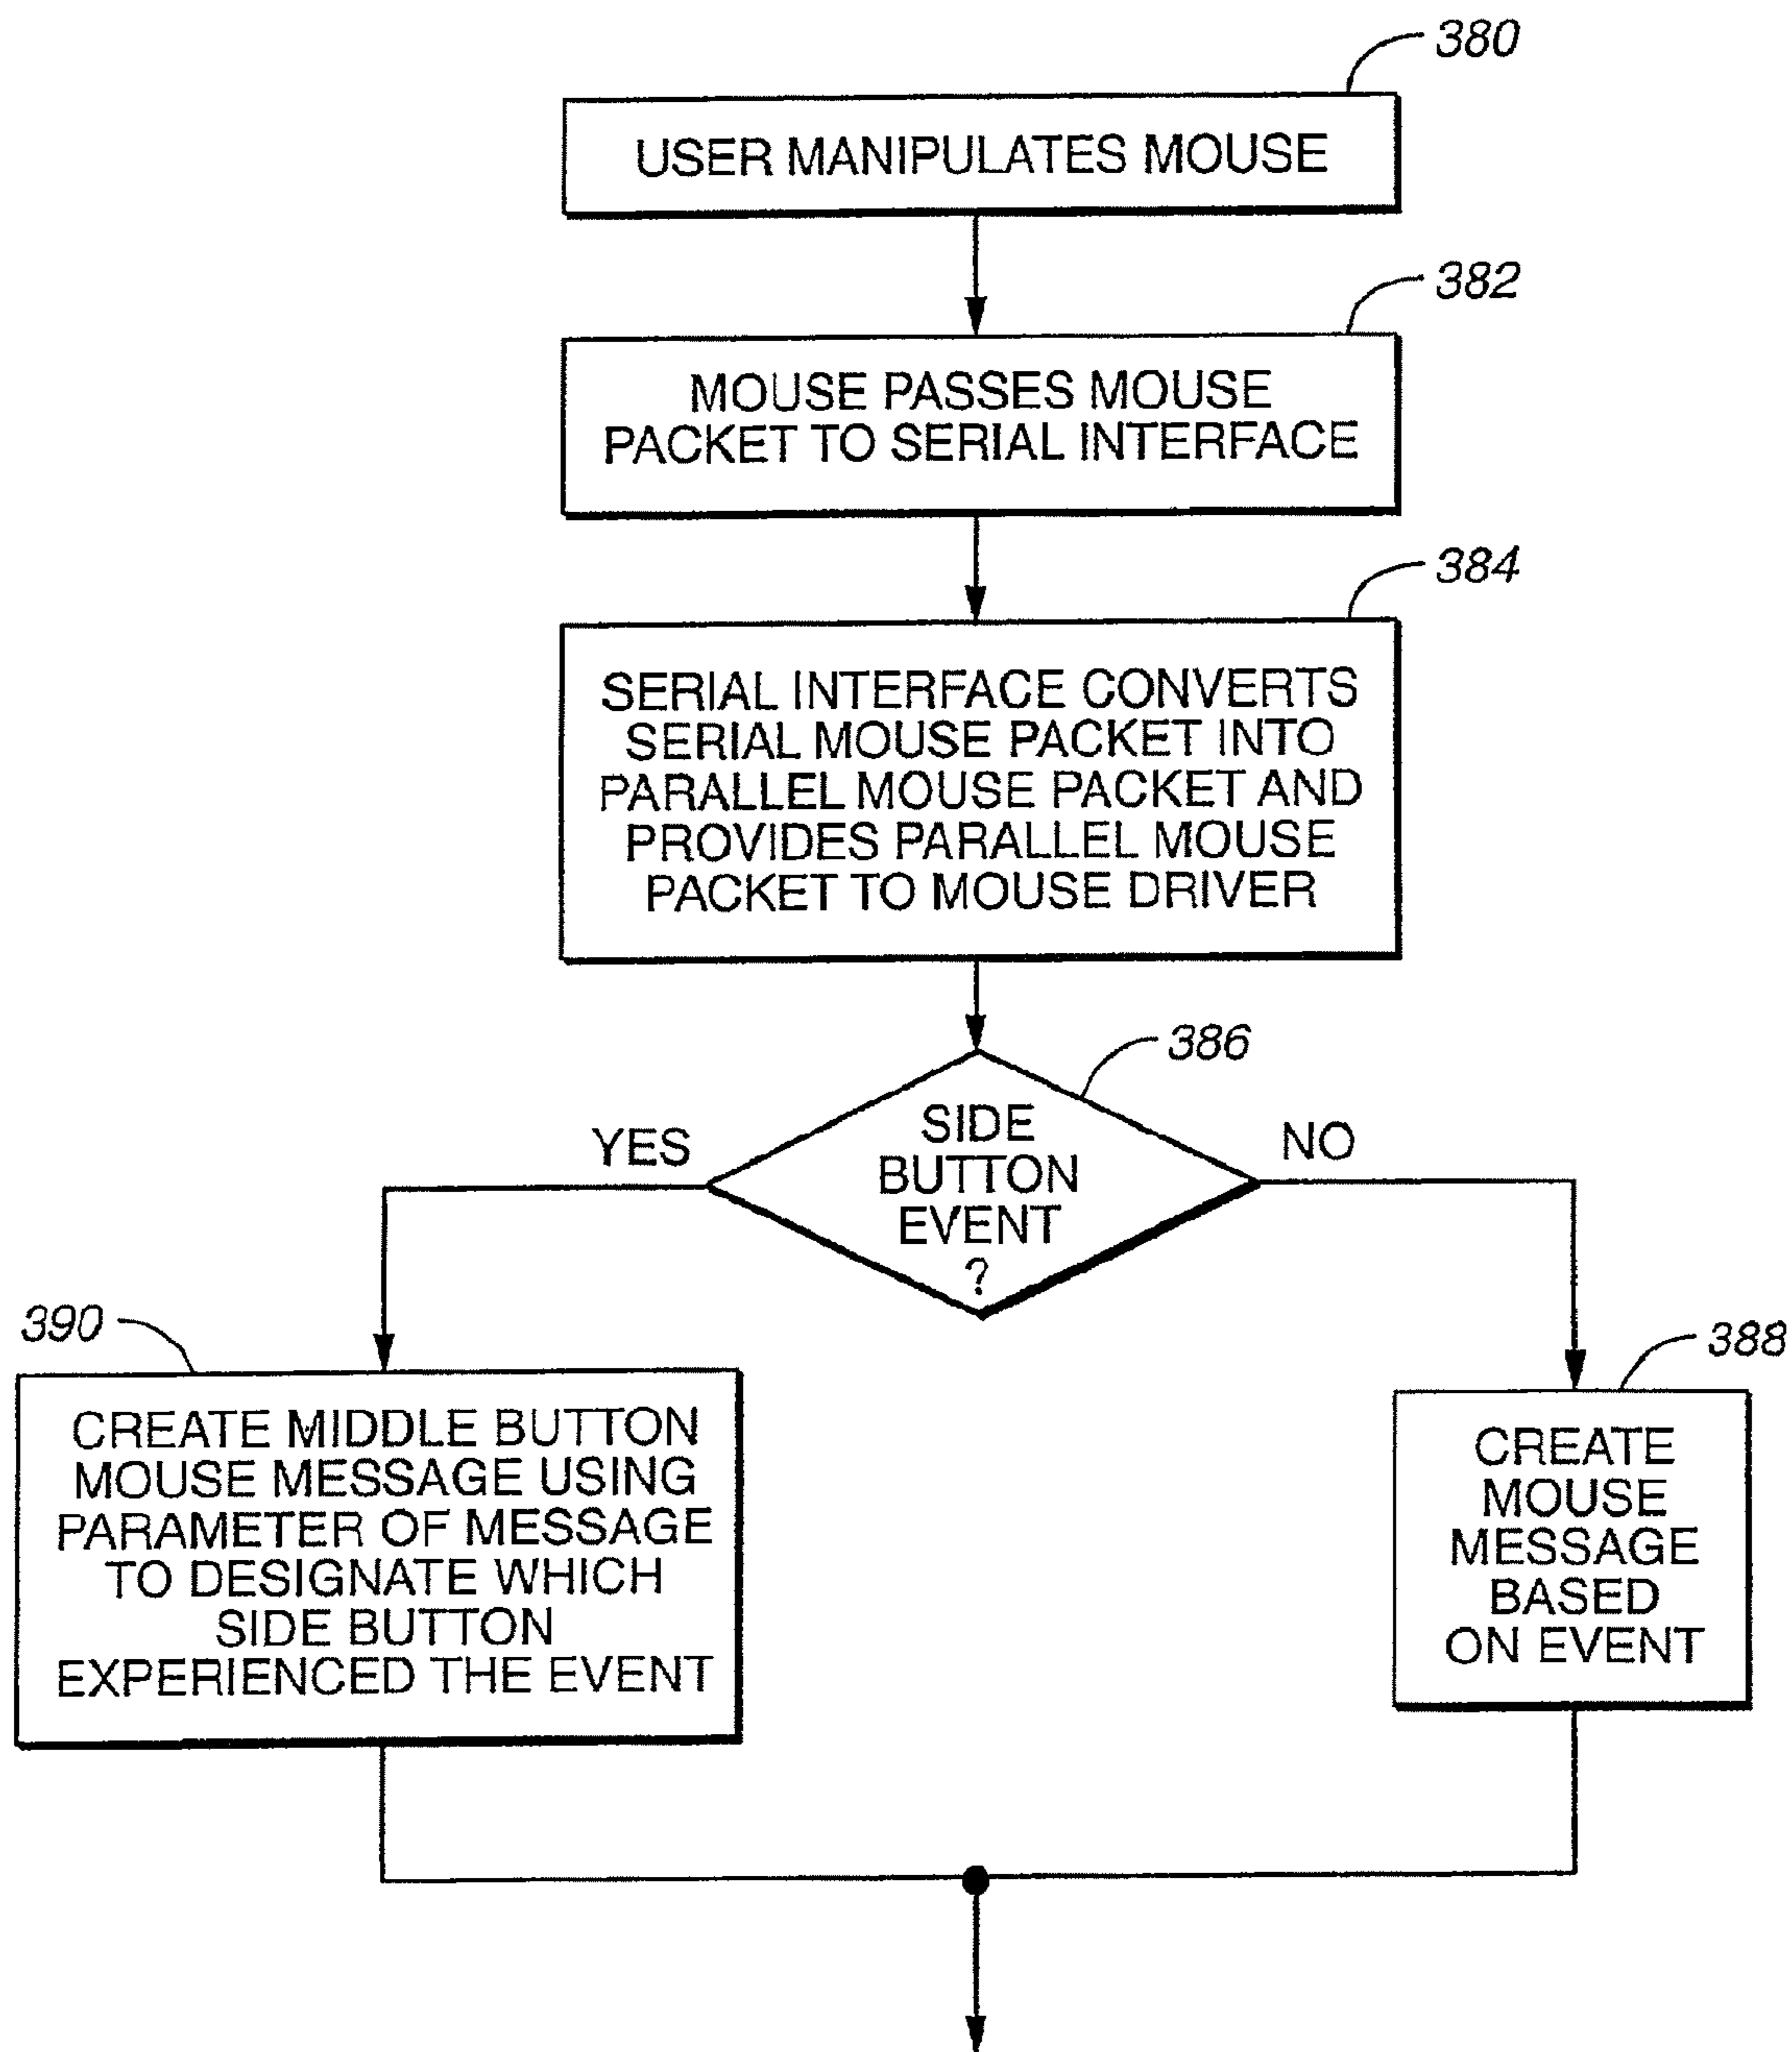 380
USER MANIPULATES MOUSE
382
MOUSE PASSES MOUSE
PACKET TO SERIAL INTERFACE
384
SERIAL INTERFACE CONVERTS
SERIAL MOUSE PACKET INTO
PARALLEL MOUSE PACKET AND
PROVIDES PARALLEL MOUSE
PACKET TO MOUSE DRIVER
386
SIDE
BUTTON
EVENT
?
YES
NO
390
CREATE MIDDLE BUTTON
MOUSE MESSAGE USING
PARAMETER OF MESSAGE
TO DESIGNATE WHICH
SIDE BUTTON
EXPERIENCED THE EVENT
388
CREATE
MOUSE
MESSAGE
BASED
ON EVENT